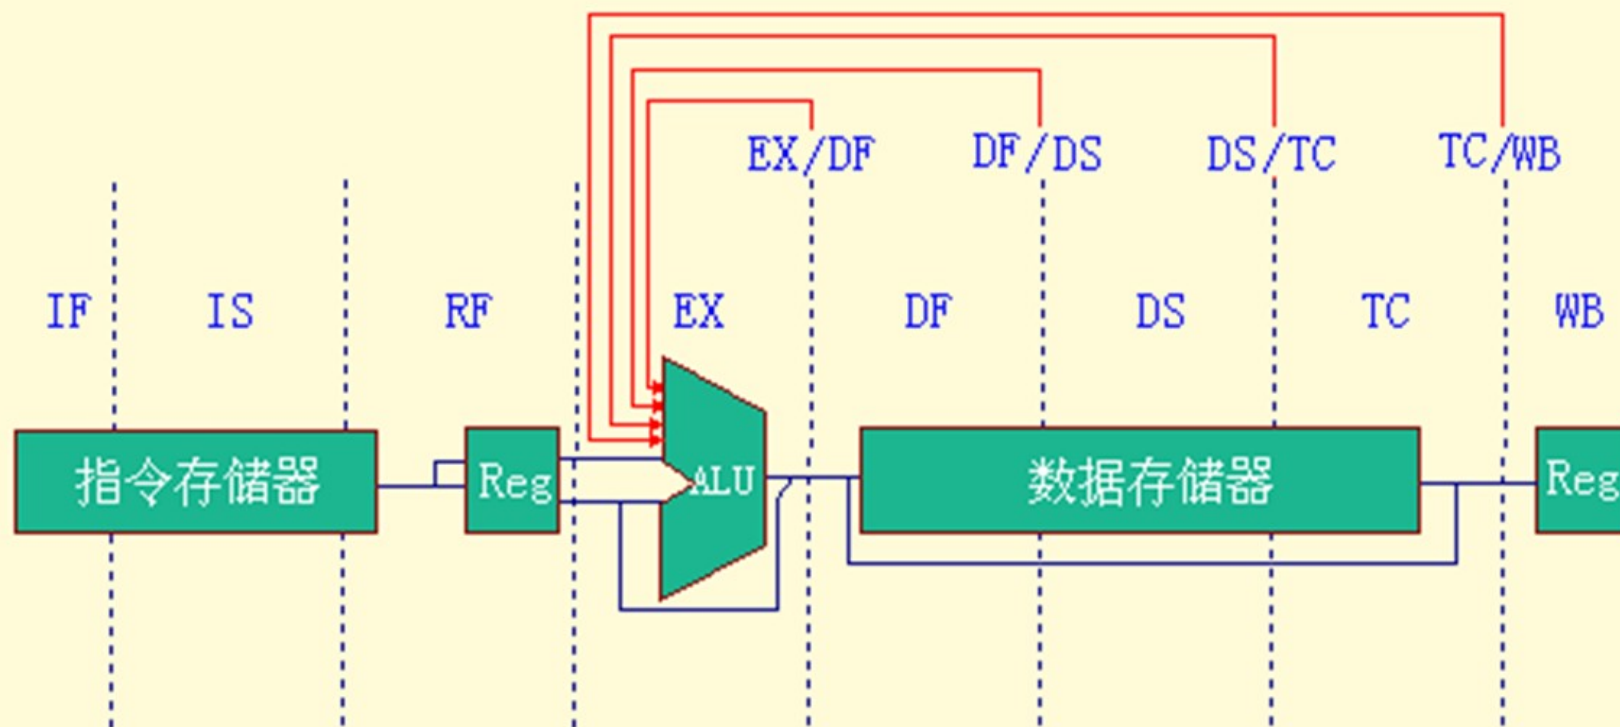 EX/DF DF/DS DS/TC TC/WB
IF IS RF EX DF DS TC WB
指令存储器 Reg ALU 数据存储器 Reg